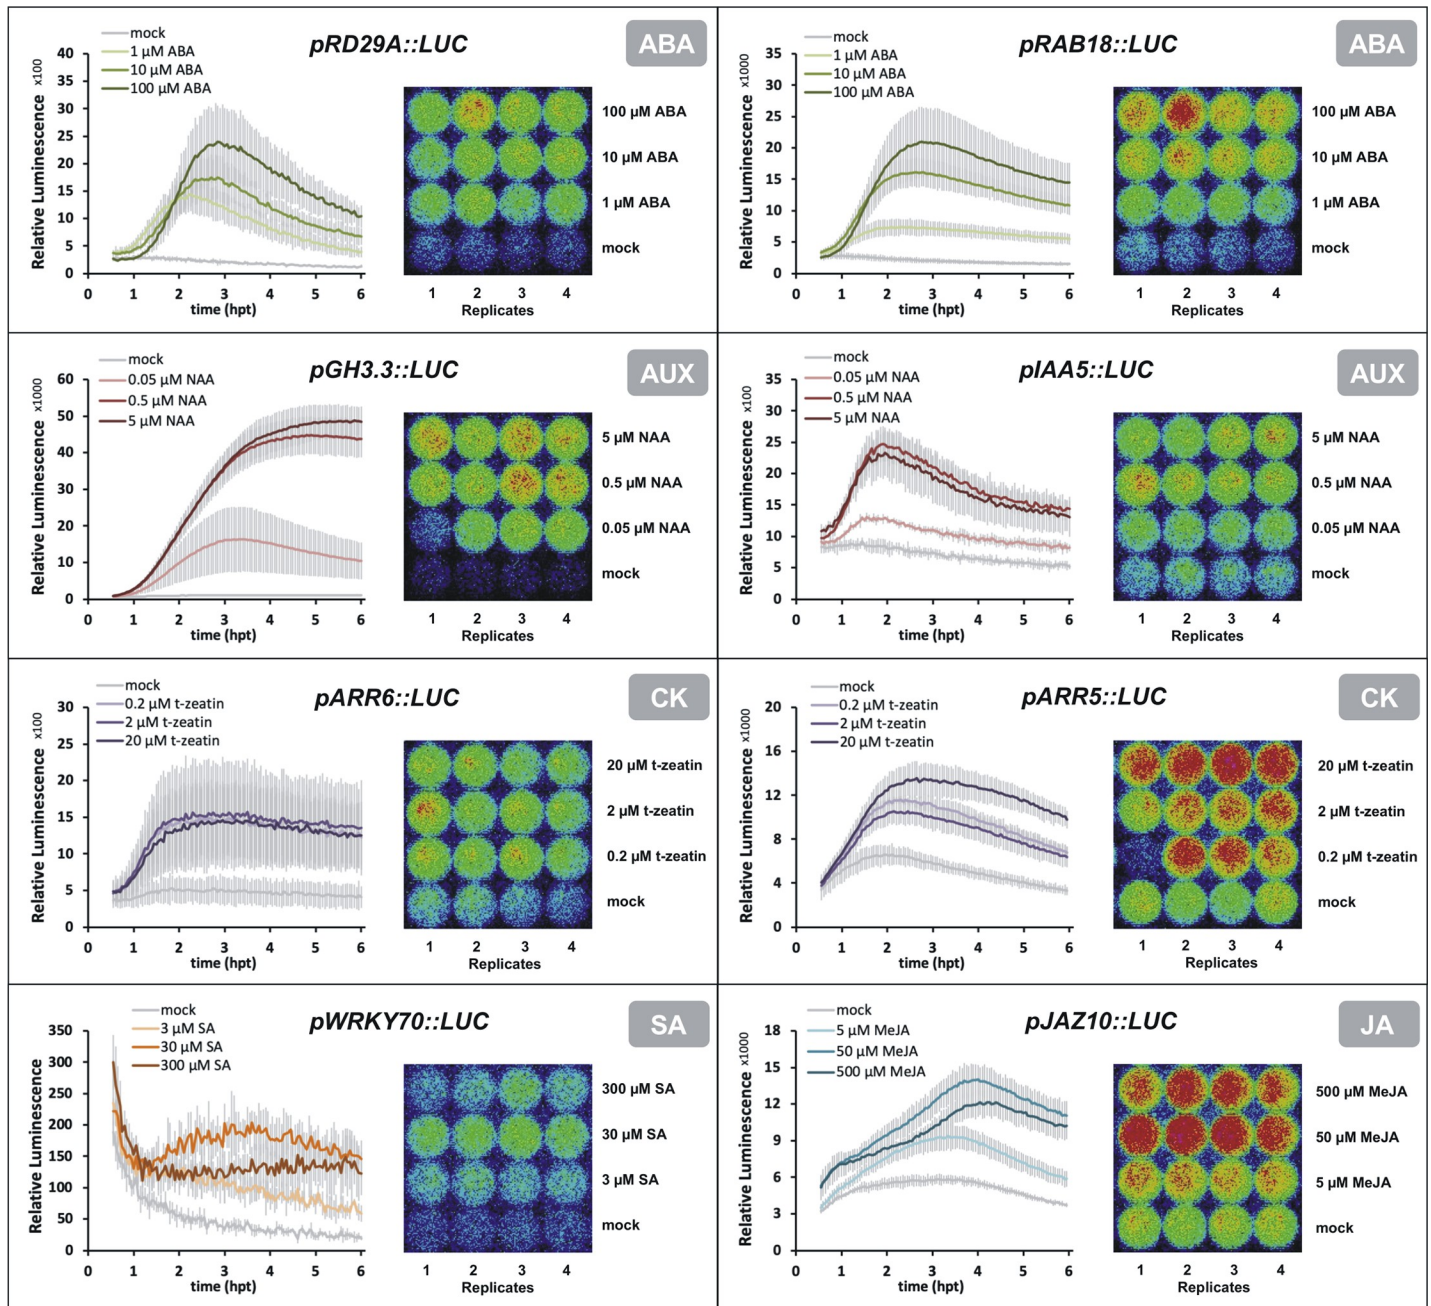 pRD29A::LUC
ABA
mock
1 µM ABA
10 µM ABA
100 µM ABA
Relative Luminescence x100
40
35
30
25
20
15
10
5
0
0 1 2 3 4 5 6
time (hpt)
100 µM ABA
10 µM ABA
1 µM ABA
mock
1 2 3 4
Replicates
pRAB18::LUC
ABA
mock
1 µM ABA
10 µM ABA
100 µM ABA
Relative Luminescence x1000
35
30
25
20
15
10
5
0
0 1 2 3 4 5 6
time (hpt)
100 µM ABA
10 µM ABA
1 µM ABA
mock
1 2 3 4
Replicates
pGH3.3::LUC
AUX
mock
0.05 µM NAA
0.5 µM NAA
5 µM NAA
Relative Luminescence x1000
60
50
40
30
20
10
0
0 1 2 3 4 5 6
time (hpt)
5 µM NAA
0.5 µM NAA
0.05 µM NAA
mock
1 2 3 4
Replicates
pIAA5::LUC
AUX
mock
0.05 µM NAA
0.5 µM NAA
5 µM NAA
Relative Luminescence x100
35
30
25
20
15
10
5
0
0 1 2 3 4 5 6
time (hpt)
5 µM NAA
0.5 µM NAA
0.05 µM NAA
mock
1 2 3 4
Replicates
pARR6::LUC
CK
mock
0.2 µM t-zeatin
2 µM t-zeatin
20 µM t-zeatin
Relative Luminescence x100
30
25
20
15
10
5
0
0 1 2 3 4 5 6
time (hpt)
20 µM t-zeatin
2 µM t-zeatin
0.2 µM t-zeatin
mock
1 2 3 4
Replicates
pARR5::LUC
CK
mock
0.2 µM t-zeatin
2 µM t-zeatin
20 µM t-zeatin
Relative Luminescence x1000
20
16
12
8
4
0
0 1 2 3 4 5 6
time (hpt)
20 µM t-zeatin
2 µM t-zeatin
0.2 µM t-zeatin
mock
1 2 3 4
Replicates
pWRKY70::LUC
SA
mock
3 µM SA
30 µM SA
300 µM SA
Relative Luminescence
350
300
250
200
150
100
50
0
0 1 2 3 4 5 6
time (hpt)
300 µM SA
30 µM SA
3 µM SA
mock
1 2 3 4
Replicates
pJAZ10::LUC
JA
mock
5 µM MeJA
50 µM MeJA
500 µM MeJA
Relative Luminescence x1000
18
15
12
9
6
3
0
0 1 2 3 4 5 6
time (hpt)
500 µM MeJA
50 µM MeJA
5 µM MeJA
mock
1 2 3 4
Replicates